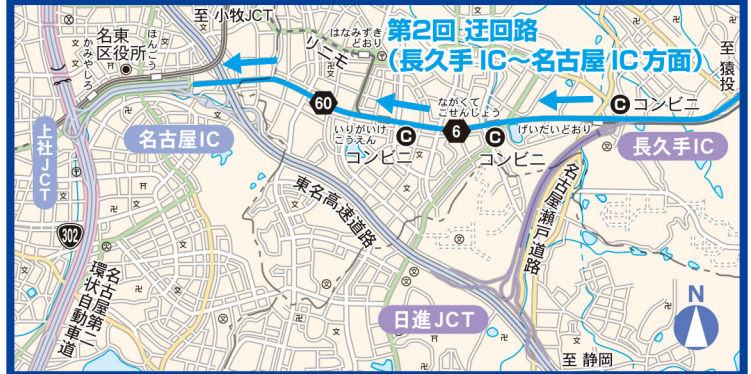 至 小牧JCT
名東
区役所
ほんごう
かみやしろ
はなみずき
どおり
リニモ
第2回 迂回路
（長久手 IC～名古屋 IC 方面）
至 猿投
60
ながくて
こせんじょう
コンビニ
名古屋IC
上社JCT
いりがいけ
こうえん
コンビニ
6
コンビニ
げいだいどおり
長久手IC
東名高速道路
名古屋瀬戸道路
302
名古屋第二
環状自動車道
日進JCT
N
至 静岡